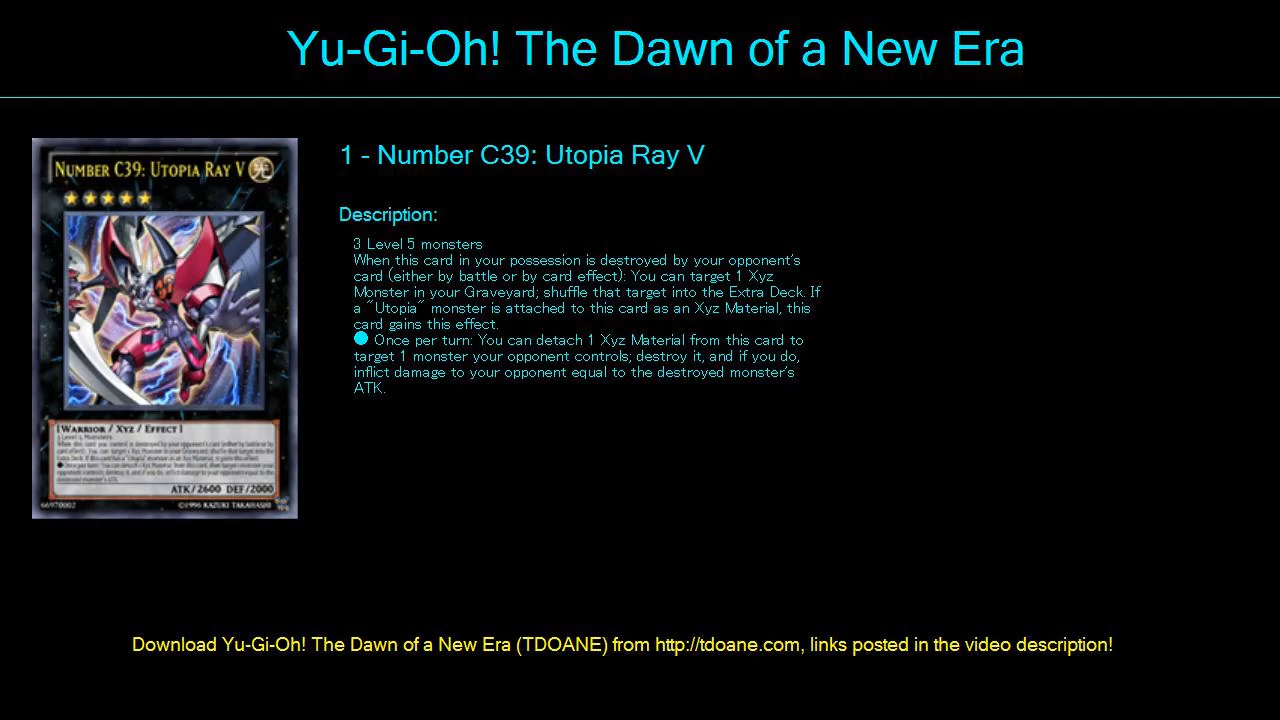 Yu-Gi-Oh! The Dawn of a New Era
NUMBER C39: UTOPIA RAY V
1 - Number C39: Utopia Ray V
Description:
3 Level 5 monsters
When this card in your possession is destroyed by your opponent's
card (either by battle or by card effect): You can target 1 Xyz
Monster in your Graveyard; shuffle that target into the Extra Deck. If
a "Utopia" monster is attached to this card as an Xyz Material, this
card gains this effect.
● Once per turn: You can detach 1 Xyz Material from this card to
target 1 monster your opponent controls; destroy it, and if you do,
inflict damage to your opponent equal to the destroyed monster's
ATK.
[WARRIOR / XYZ / EFFECT]
ATK/2600 DEF/2000
66970002 ©1996 KAZUKI TAKAHASHI
Download Yu-Gi-Oh! The Dawn of a New Era (TDOANE) from http://tdoane.com, links posted in the video description!